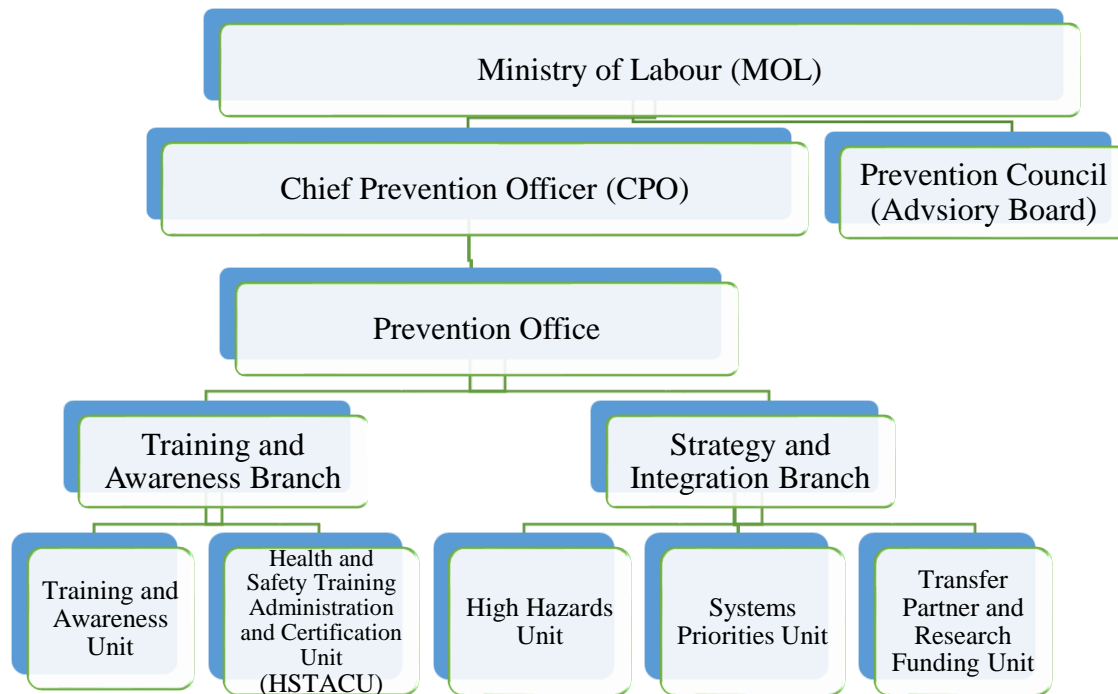 Ministry of Labour (MOL)
Chief Prevention Officer (CPO)
Prevention Council
(Advsiory Board)
Prevention Office
Training and
Awareness Branch
Strategy and
Integration Branch
Training and
Awareness
Unit
Health and
Safety Training
Administration
and Certification
Unit
(HSTACU)
High Hazards
Unit
Systems
Priorities Unit
Transfer
Partner and
Research
Funding Unit